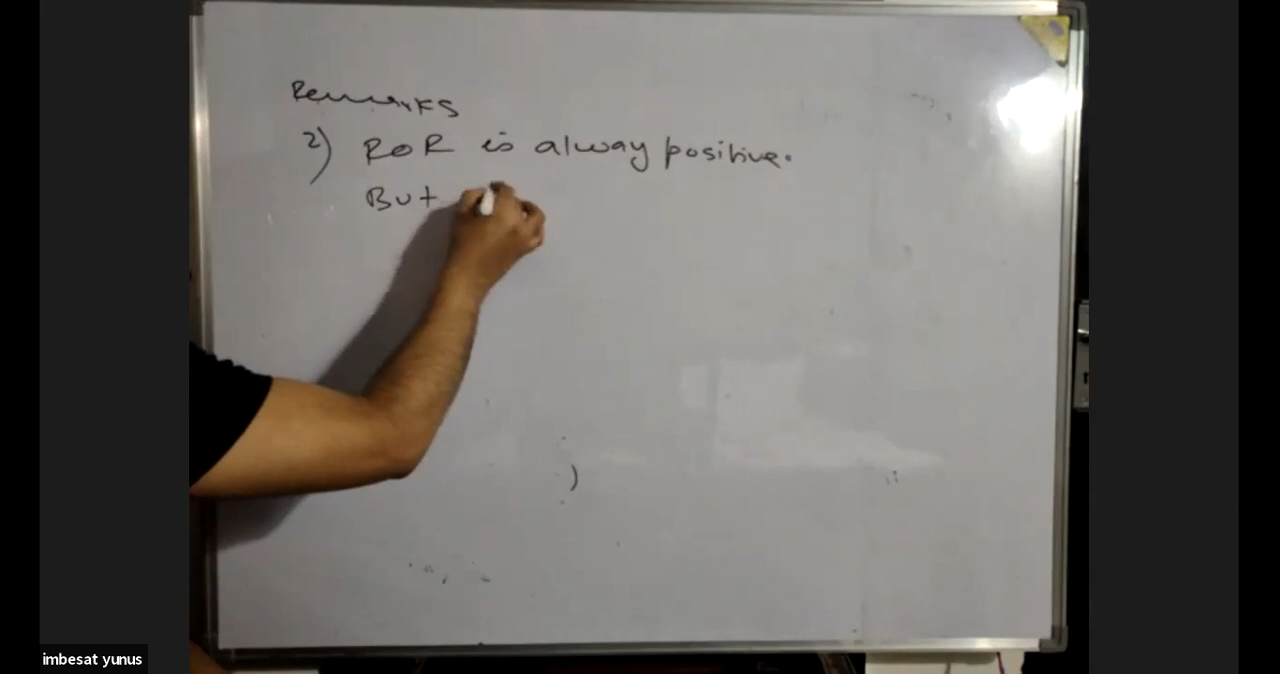 Remarks
2) ROR is alway positive.
But
)
imbesat yunus